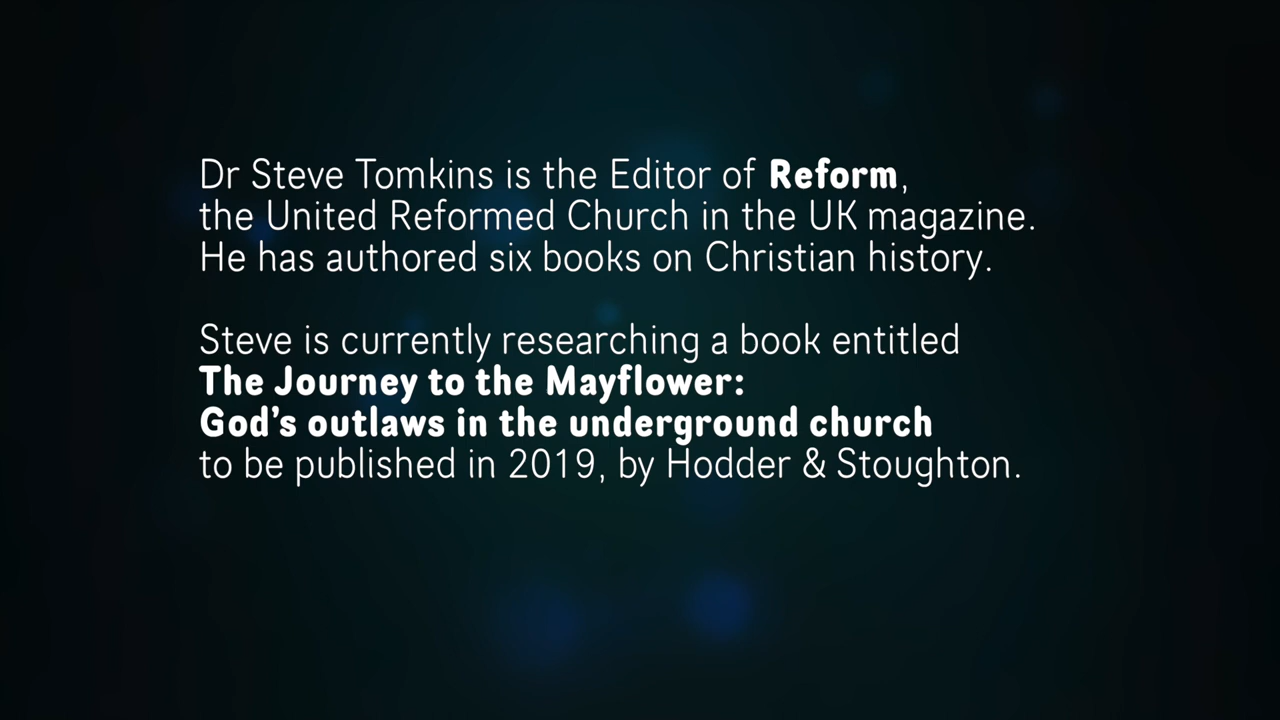 Dr Steve Tomkins is the Editor of Reform,
the United Reformed Church in the UK magazine.
He has authored six books on Christian history.
Steve is currently researching a book entitled
The Journey to the Mayflower:
God’s outlaws in the underground church
to be published in 2019, by Hodder & Stoughton.